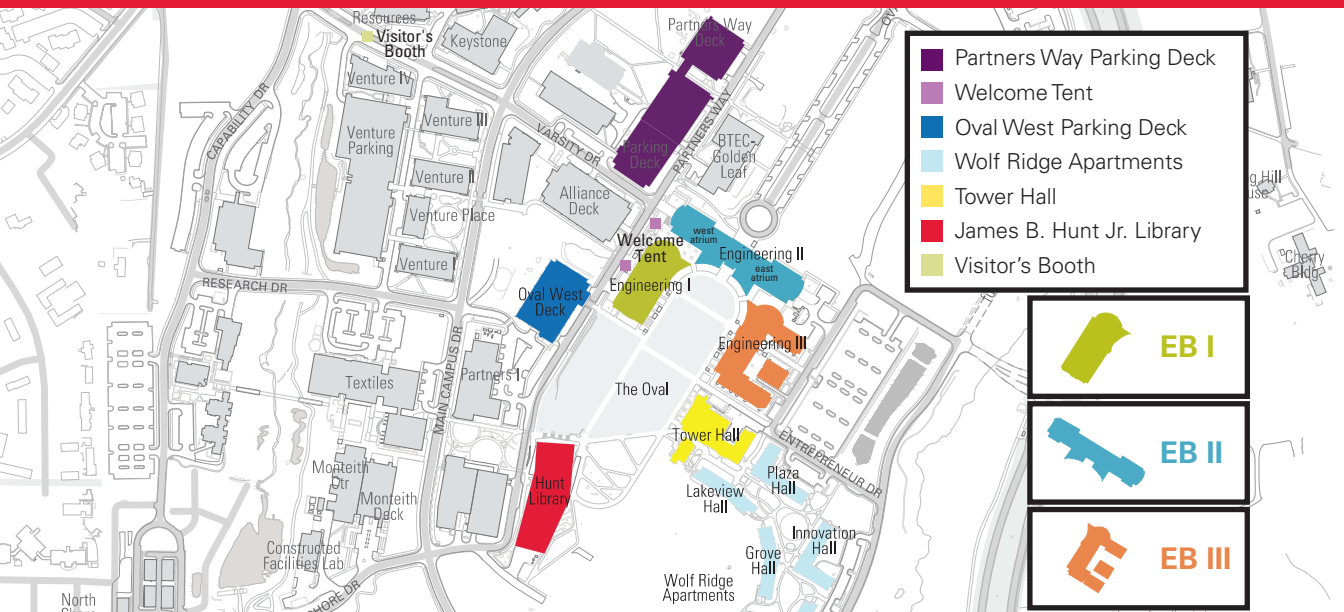 Resources
Visitor's
Booth
Keystone
Partners Way
Deck
Venture IV
Venture III
Venture
Parking
Venture II
Venture Place
Venture I
CAPABILITY DR
VARSITY DR
PARTNERS WAY
Parking
Deck
BTEC-
Golden
Leaf
Alliance
Deck
Welcome
Tent
west
atrium
Engineering II
east
atrium
Engineering I
RESEARCH DR
Oval West
Deck
Engineering III
MAIN CAMPUS DR
Partners I
Textiles
The Oval
Tower Hall
ENTREPRENEUR DR
Plaza
Hall
Lakeview
Hall
Hunt
Library
Monteith
Ctr
Monteith
Deck
Constructed
Facilities Lab
Innovation
Hall
Grove
Hall
Wolf Ridge
Apartments
SHORE DR
North
Cherry
Bldg
Partners Way Parking Deck
Welcome Tent
Oval West Parking Deck
Wolf Ridge Apartments
Tower Hall
James B. Hunt Jr. Library
Visitor's Booth
EB I
EB II
EB III